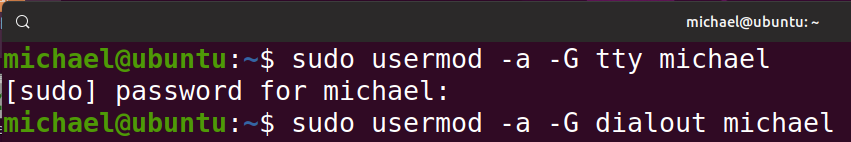 michael@ubuntu: ~
michael@ubuntu:~$ sudo usermod -a -G tty michael
[sudo] password for michael:
michael@ubuntu:~$ sudo usermod -a -G dialout michael